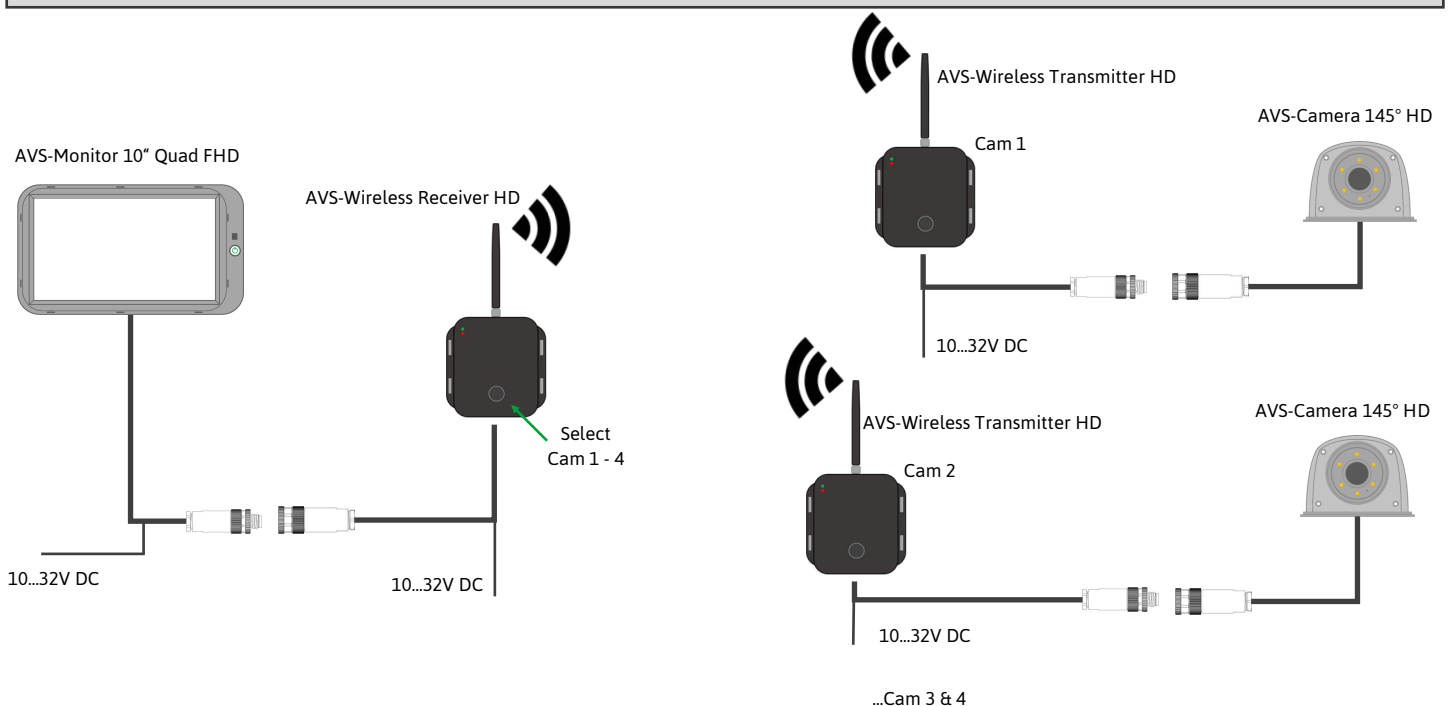 AVS-Monitor 10“ Quad FHD
10...32V DC
AVS-Wireless Receiver HD
Select
Cam 1 - 4
10...32V DC
AVS-Wireless Transmitter HD
Cam 1
10...32V DC
AVS-Camera 145° HD
AVS-Wireless Transmitter HD
Cam 2
10...32V DC
AVS-Camera 145° HD
...Cam 3 & 4